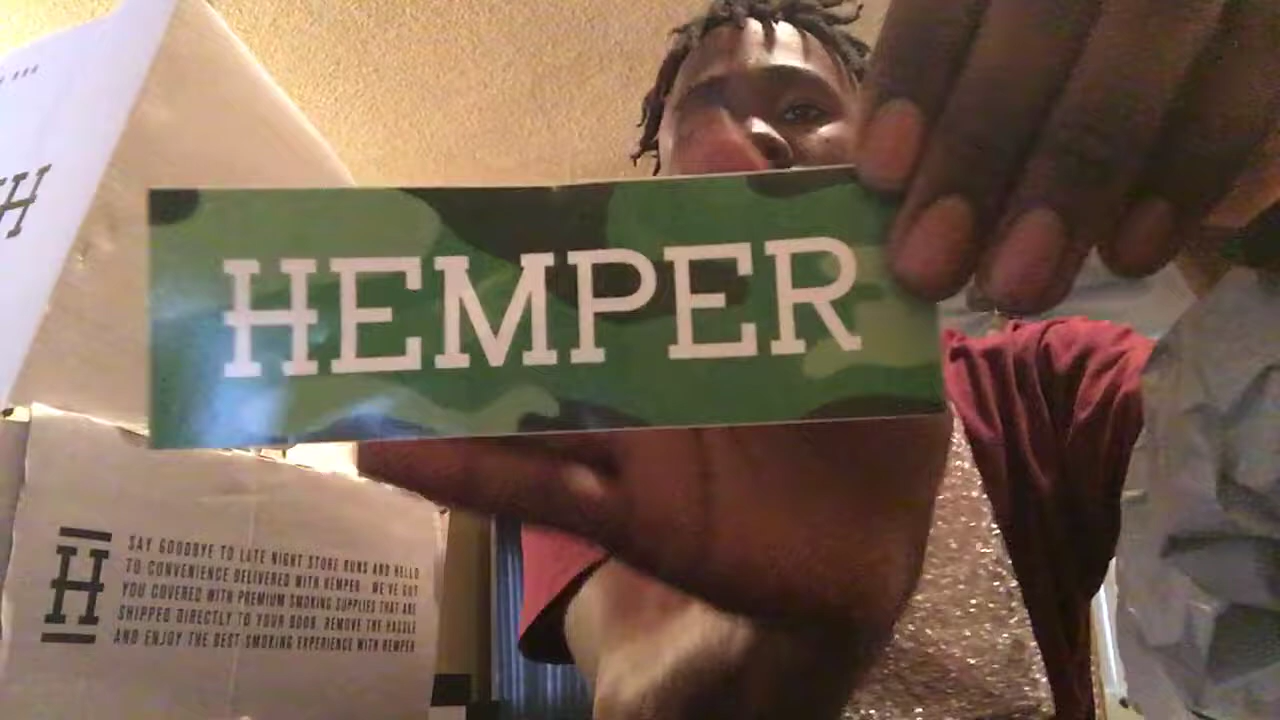 HEMPER
H
H
SAY GOODBYE TO LATE NIGHT STORE RUNS AND HELLO
TO CONVENIENCE DELIVERED WITH HEMPER - WE'VE GOT
YOU COVERED WITH PREMIUM SMOKING SUPPLIES THAT ARE
SHIPPED DIRECTLY TO YOUR DOOR. REMOVE THE HASSLE
AND ENJOY THE BEST SMOKING EXPERIENCE WITH HEMPER